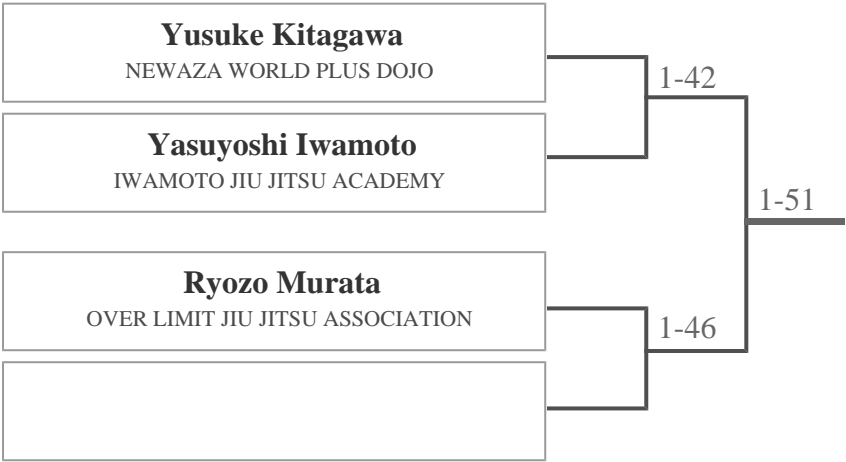 Yusuke Kitagawa
NEWAZA WORLD PLUS DOJO
1-42
Yasuyoshi Iwamoto
IWAMOTO JIU JITSU ACADEMY
1-51
Ryozo Murata
OVER LIMIT JIU JITSU ASSOCIATION
1-46